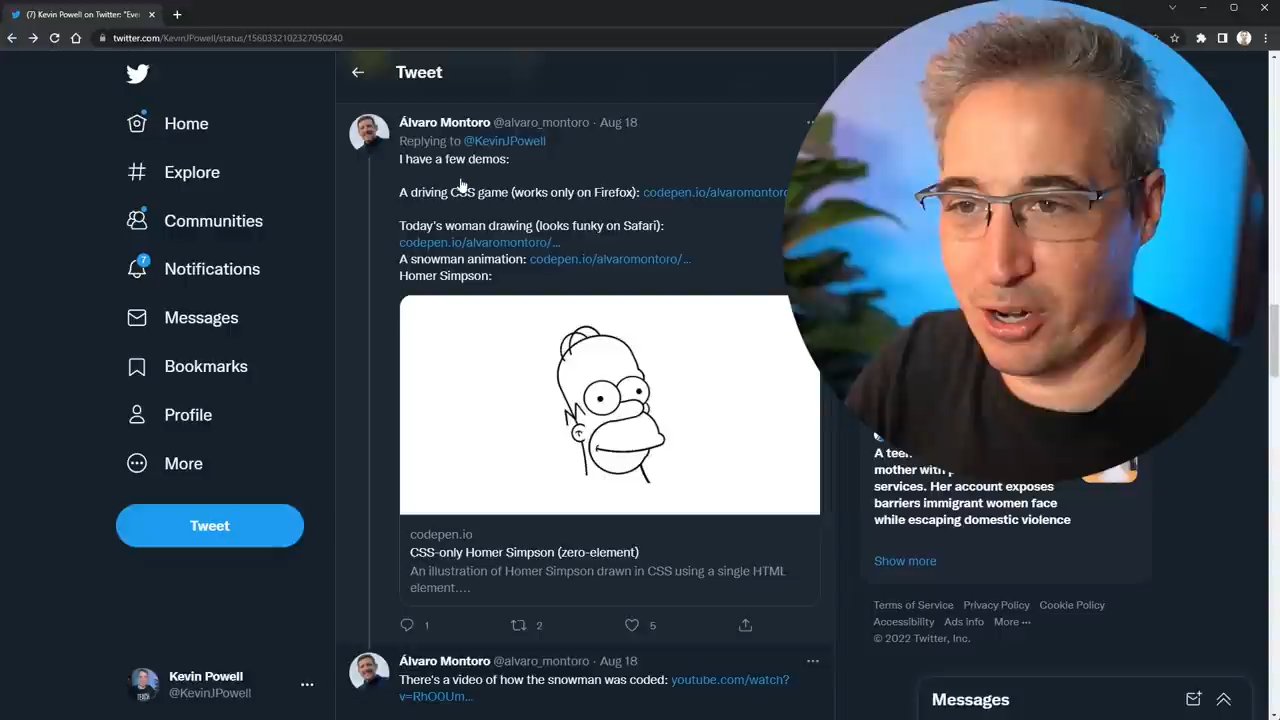 (7) Kevin Powell on Twitter: "Eve
twitter.com/KevinJPowell/status/1560332102327050240
Home
Explore
Communities
7
Notifications
Messages
Bookmarks
Profile
More
Tweet
Kevin Powell
@KevinJPowell
Tweet
Álvaro Montoro @alvaro_montoro · Aug 18
Replying to @KevinJPowell
I have a few demos:
A driving CSS game (works only on Firefox): codepen.io/alvaromontoro
Today's woman drawing (looks funky on Safari):
codepen.io/alvaromontoro/…
A snowman animation: codepen.io/alvaromontoro/…
Homer Simpson:
codepen.io
CSS-only Homer Simpson (zero-element)
An illustration of Homer Simpson drawn in CSS using a single HTML
element....
1 2 5
Álvaro Montoro @alvaro_montoro · Aug 18
There's a video of how the snowman was coded: youtube.com/watch?
v=RhO0Um…
A teen
mother with
services. Her account exposes
barriers immigrant women face
while escaping domestic violence
Show more
Terms of Service Privacy Policy Cookie Policy
Accessibility Ads info More ···
© 2022 Twitter, Inc.
Messages